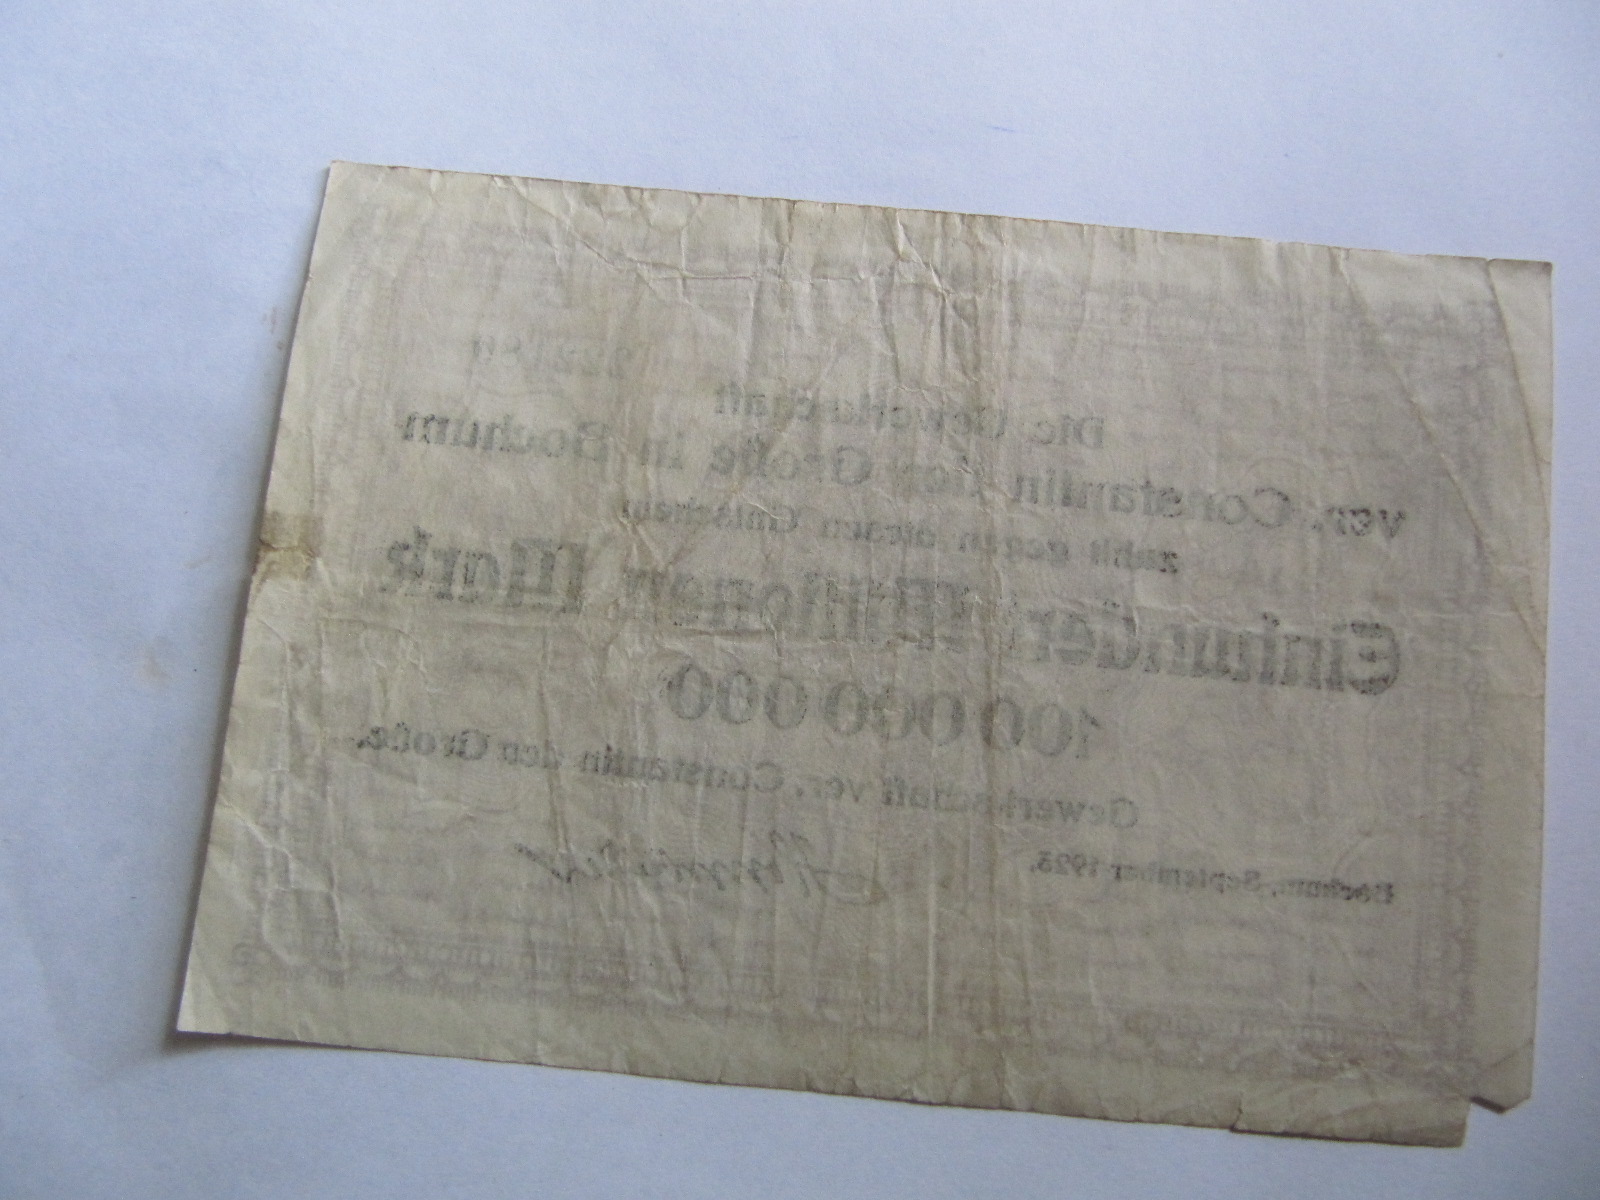 Die Gewerkschaft
ver. Constantin der Große in Bochum
zahlt gegen diesen Gutschein
Einhundert Millionen Mark
100 000 000
Gewerkschaft ver. Constantin der Große.
Bochum, September 1923.